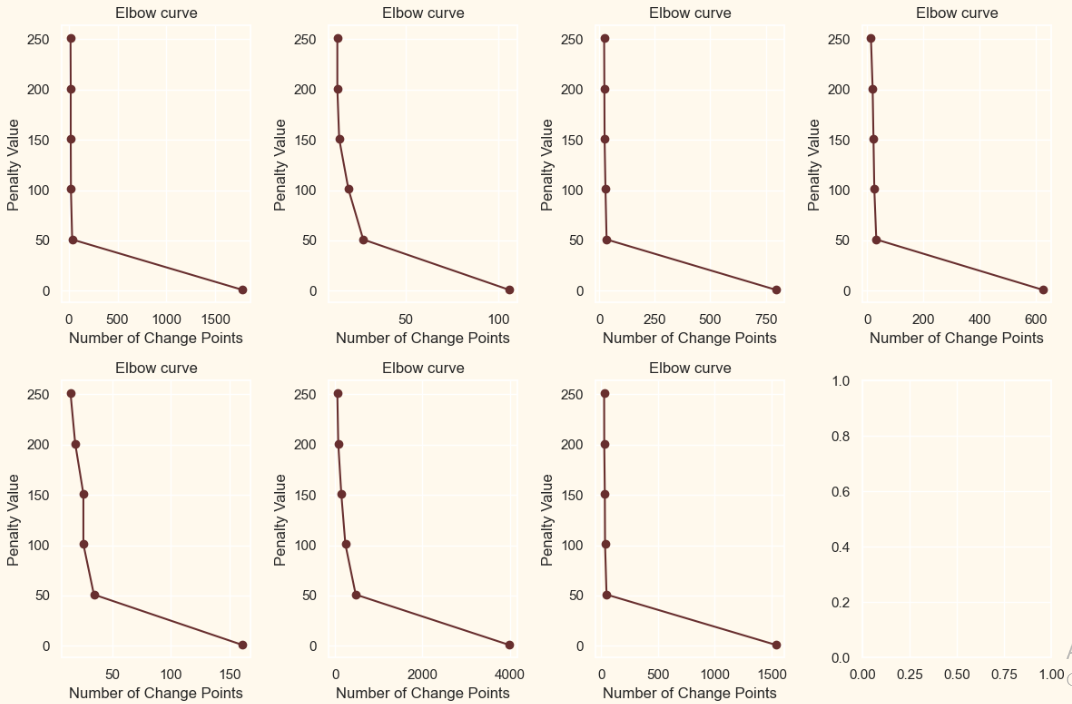 Elbow curve
250
200
150
100
50
0
Penalty Value
0 500 1000 1500
Number of Change Points
Elbow curve
250
200
150
100
50
0
Penalty Value
50 100
Number of Change Points
Elbow curve
250
200
150
100
50
0
Penalty Value
0 250 500 750
Number of Change Points
Elbow curve
250
200
150
100
50
0
Penalty Value
0 200 400 600
Number of Change Points
Elbow curve
250
200
150
100
50
0
Penalty Value
50 100 150
Number of Change Points
Elbow curve
250
200
150
100
50
0
Penalty Value
0 2000 4000
Number of Change Points
Elbow curve
250
200
150
100
50
0
Penalty Value
0 500 1000 1500
Number of Change Points
1.0
0.8
0.6
0.4
0.2
0.0
0.00 0.25 0.50 0.75 1.00